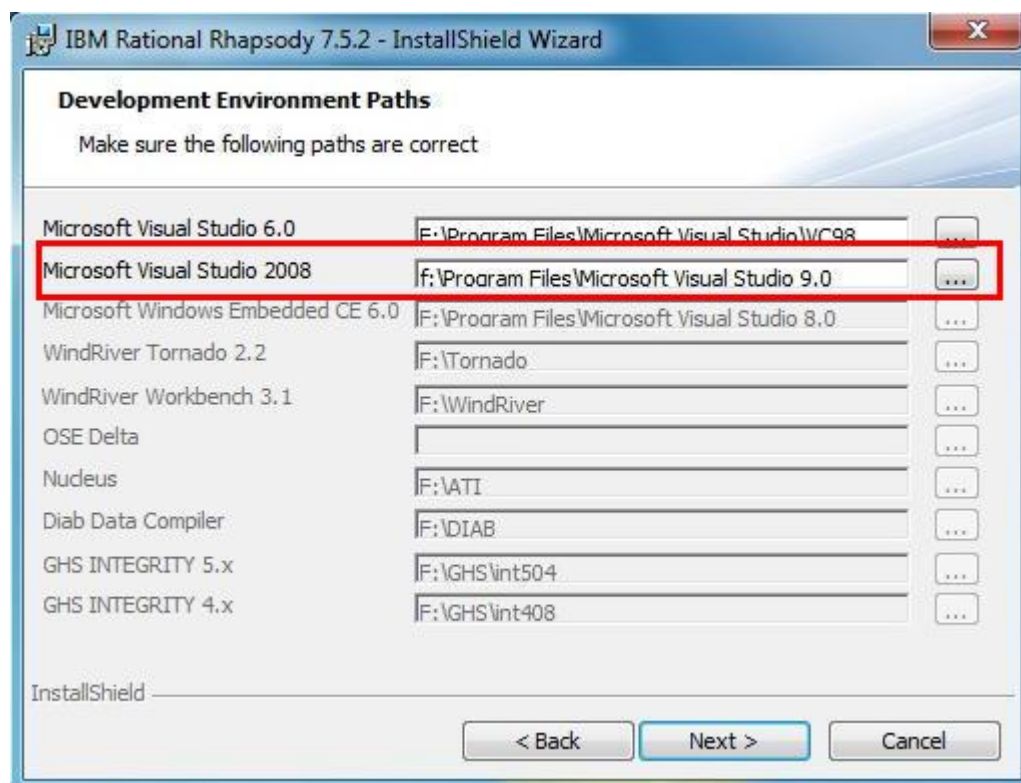 IBM Rational Rhapsody 7.5.2 - InstallShield Wizard
Development Environment Paths
Make sure the following paths are correct
Microsoft Visual Studio 6.0 F:\Program Files\Microsoft Visual Studio\VC98 ...
Microsoft Visual Studio 2008 f:\Program Files\Microsoft Visual Studio 9.0 ...
Microsoft Windows Embedded CE 6.0 F:\Program Files\Microsoft Visual Studio 8.0 ...
WindRiver Tornado 2.2 F:\Tornado ...
WindRiver Workbench 3.1 F:\WindRiver ...
OSE Delta ...
Nucleus F:\ATI ...
Diab Data Compiler F:\DIAB ...
GHS INTEGRITY 5.x F:\GHS\int504 ...
GHS INTEGRITY 4.x F:\GHS\int408 ...
InstallShield
< Back Next > Cancel